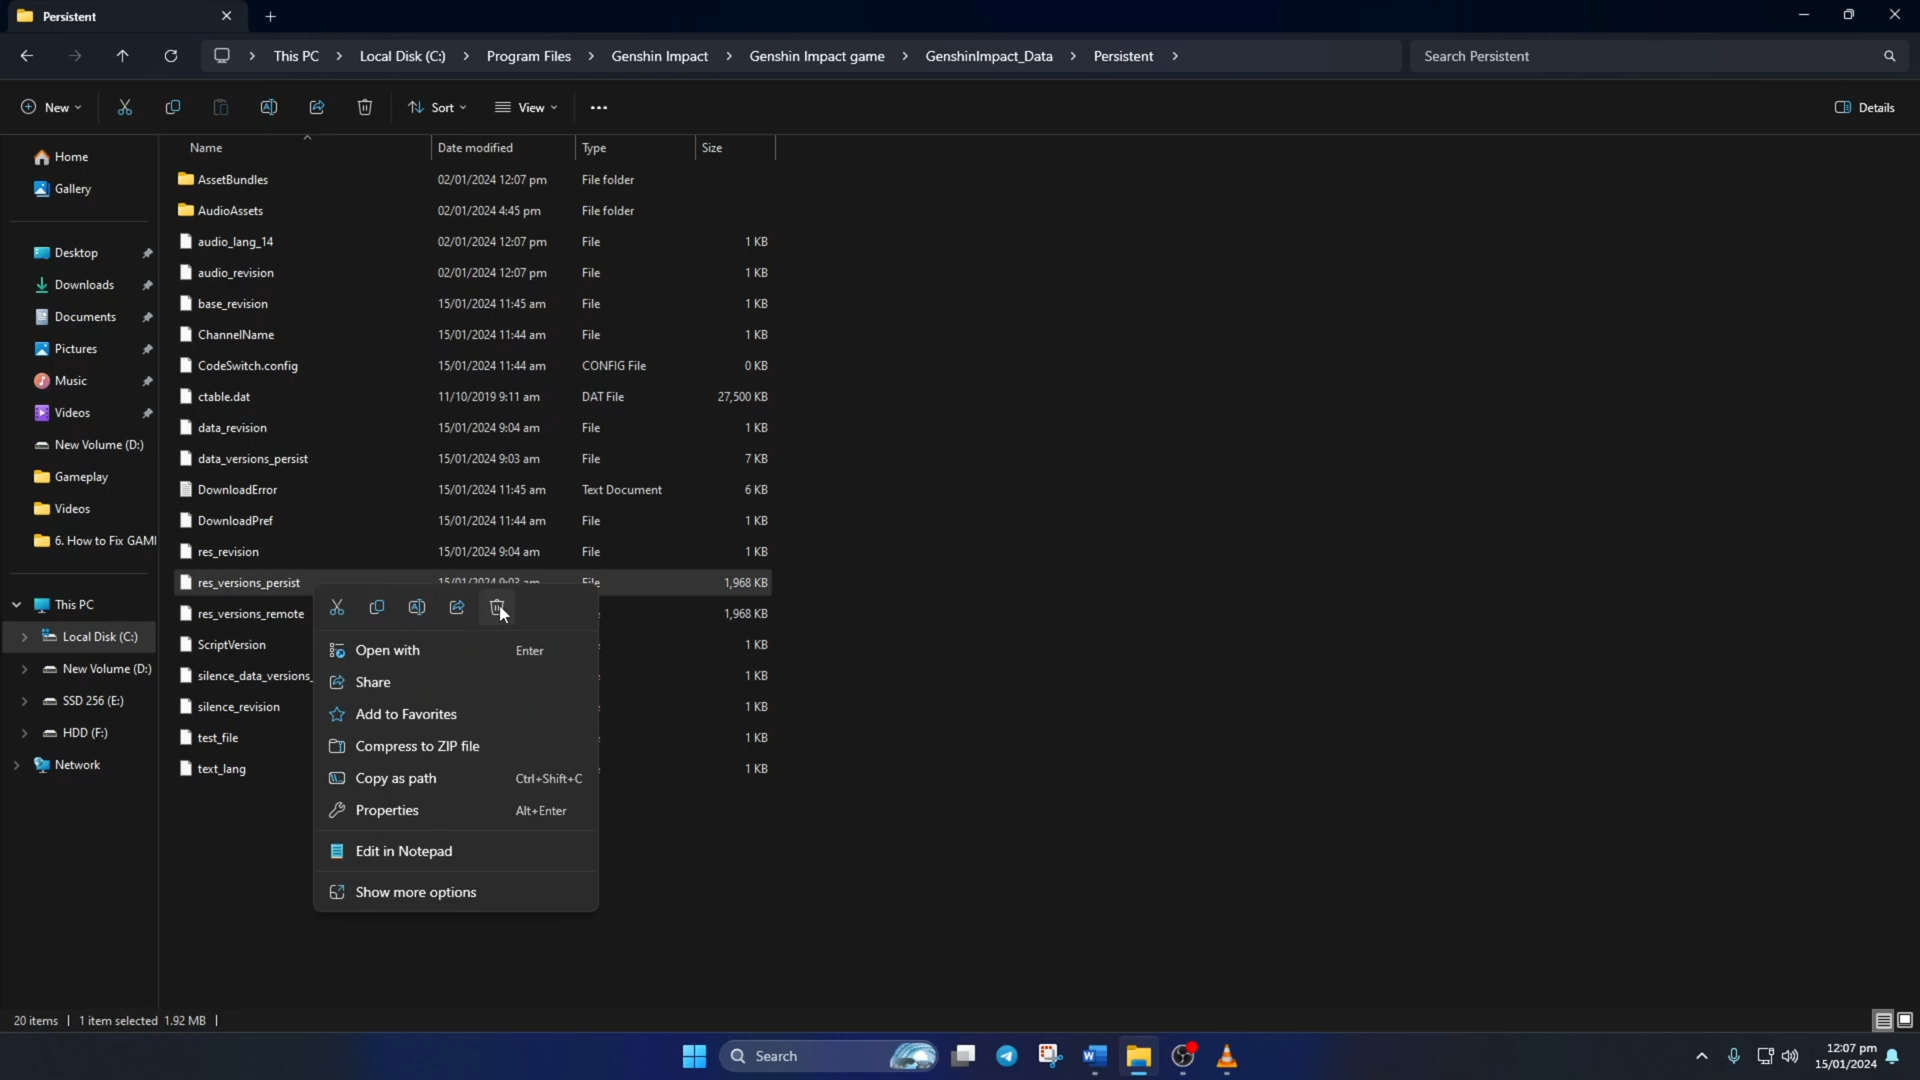 Persistent
This PC > Local Disk (C:) > Program Files > Genshin Impact > Genshin Impact game > GenshinImpact_Data > Persistent >
Search Persistent
New
Sort
View
Details
Name Date modified Type Size
Home
Gallery
Desktop
Downloads
Documents
Pictures
Music
Videos
New Volume (D:)
Gameplay
Videos
6. How to Fix GAMI
This PC
Local Disk (C:)
New Volume (D:)
SSD 256 (E:)
HDD (F:)
Network
AssetBundles 02/01/2024 12:07 pm File folder
AudioAssets 02/01/2024 4:45 pm File folder
audio_lang_14 02/01/2024 12:07 pm File 1 KB
audio_revision 02/01/2024 12:07 pm File 1 KB
base_revision 15/01/2024 11:45 am File 1 KB
ChannelName 15/01/2024 11:44 am File 1 KB
CodeSwitch.config 15/01/2024 11:44 am CONFIG File 0 KB
ctable.dat 11/10/2019 9:11 am DAT File 27,500 KB
data_revision 15/01/2024 9:04 am File 1 KB
data_versions_persist 15/01/2024 9:03 am File 7 KB
DownloadError 15/01/2024 11:45 am Text Document 6 KB
DownloadPref 15/01/2024 11:44 am File 1 KB
res_revision 15/01/2024 9:04 am File 1 KB
res_versions_persist 15/01/2024 9:03 am File 1,968 KB
res_versions_remote 1,968 KB
ScriptVersion 1 KB
silence_data_versions_ 1 KB
silence_revision 1 KB
test_file 1 KB
text_lang 1 KB
Open with Enter
Share
Add to Favorites
Compress to ZIP file
Copy as path Ctrl+Shift+C
Properties Alt+Enter
Edit in Notepad
Show more options
20 items | 1 item selected 1.92 MB |
Search
12:07 pm
15/01/2024